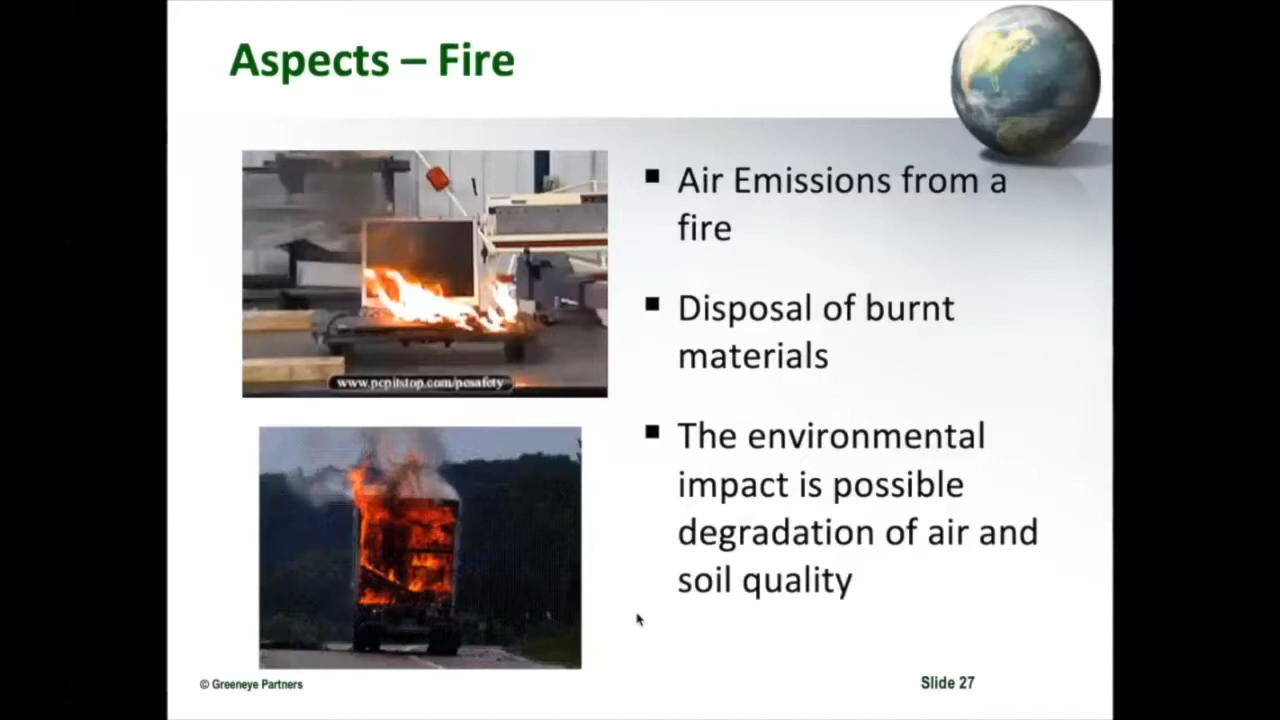 Aspects – Fire
▪ Air Emissions from a
fire
▪ Disposal of burnt
materials
▪ The environmental
impact is possible
degradation of air and
soil quality
www.pcpitstop.com/pcsafety
© Greeneye Partners
Slide 27